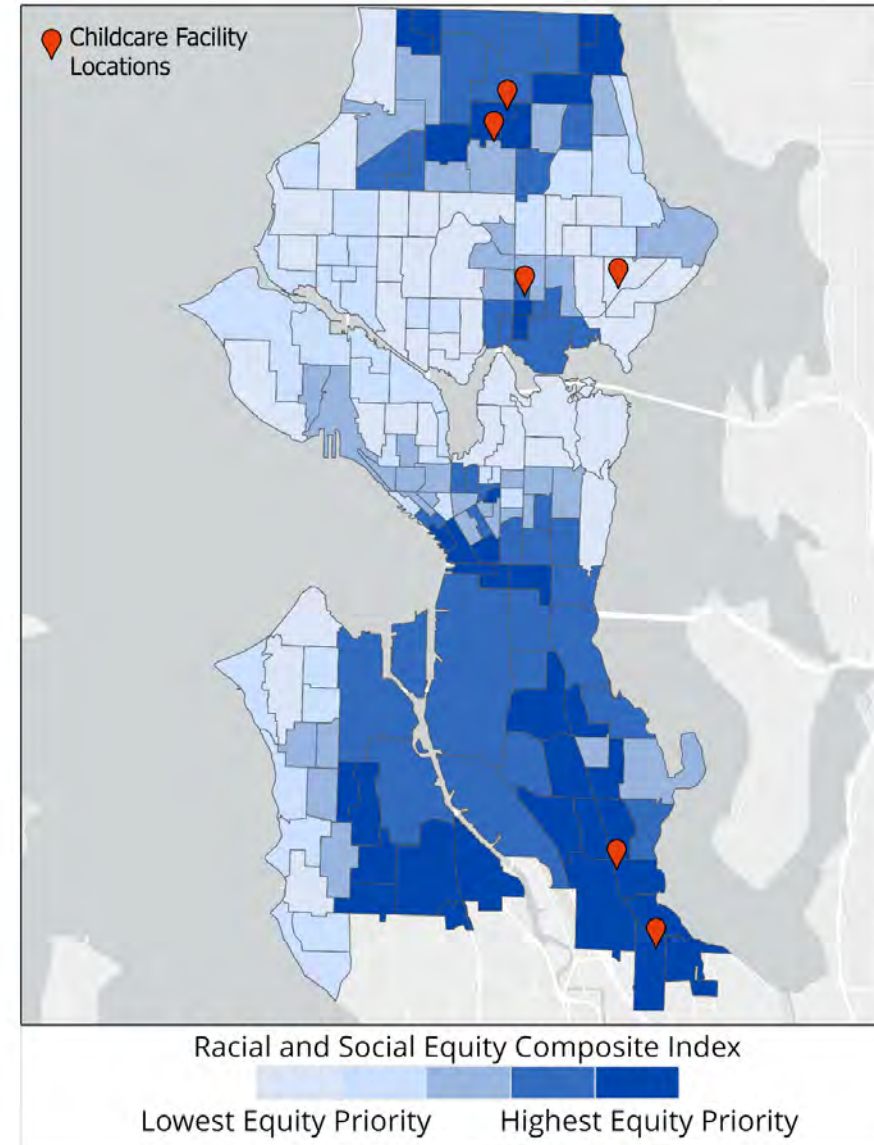 Childcare Facility
Locations
Racial and Social Equity Composite Index
Lowest Equity Priority Highest Equity Priority